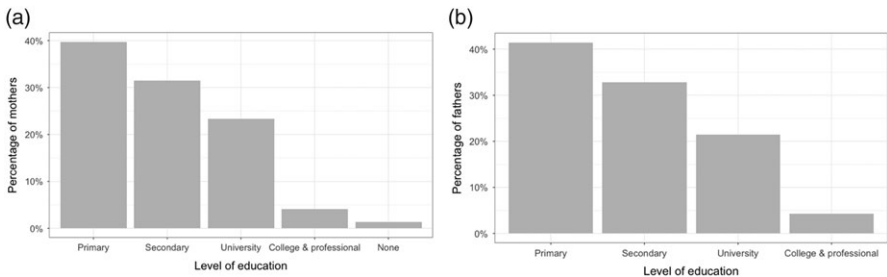 (a)
40%
30%
20%
10%
0%
Percentage of mothers
Primary Secondary University College & professional None
Level of education
(b)
40%
30%
20%
10%
0%
Percentage of fathers
Primary Secondary University College & professional
Level of education